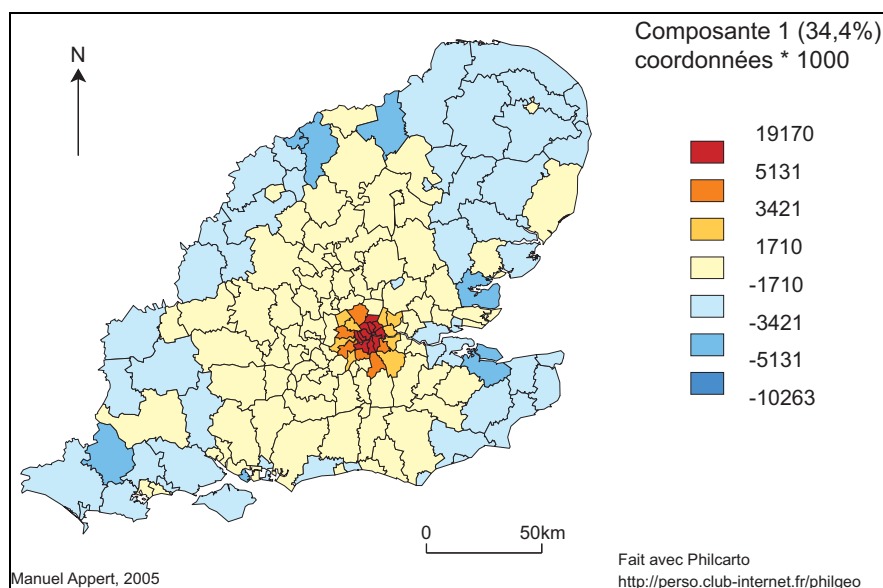 Composante 1 (34,4%)
coordonnées * 1000
N
19170
5131
3421
1710
-1710
-3421
-5131
-10263
0 50km
Manuel Appert, 2005
Fait avec Philcarto
http://perso.club-internet.fr/philgeo